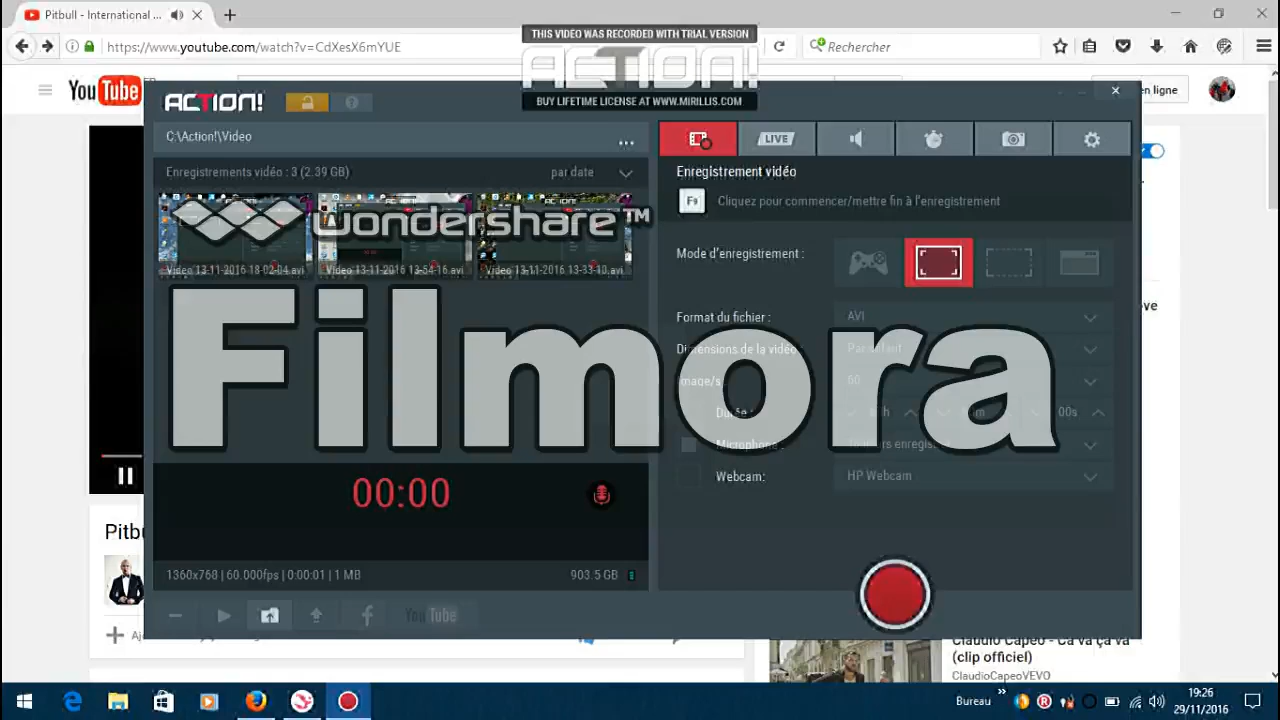 Pitbull - International ...
https://www.youtube.com/watch?v=CdXesX6mYUE
Rechercher
THIS VIDEO WAS RECORDED WITH TRIAL VERSION
ACTION!
BUY LIFETIME LICENSE AT WWW.MIRILLIS.COM
YouTube
en ligne
ACTION!
C:\Action!\Video
...
LIVE
Enregistrements vidéo : 3 (2.39 GB)
par date
Enregistrement vidéo
F9
Cliquez pour commencer/mettre fin à l'enregistrement
wondershare™
Filmora
Video 13-11-2016 18-02-04.avi
Video 13-11-2016 13-54-16.avi
Video 13-11-2016 13-33-10.avi
Mode d'enregistrement :
Format du fichier :
AVI
Dimensions de la vidéo
Par défaut
Image/s
60
Durée :
00s
Microphone :
Webcam:
HP Webcam
00:00
1360x768 | 60.000fps | 0:00:01 | 1 MB
903.5 GB
YouTube
Pitb
Claudio Capéo - Ça va ça va
(clip officiel)
ClaudioCapeoVEVO
Bureau
19:26
29/11/2016